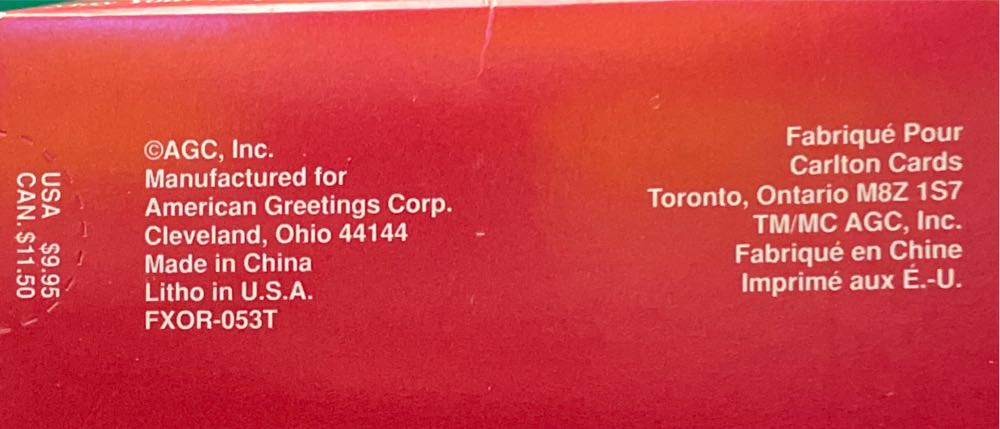 USA $9.95
CAN. $11.50
©AGC, Inc.
Manufactured for
American Greetings Corp.
Cleveland, Ohio 44144
Made in China
Litho in U.S.A.
FXOR-053T
Fabriqué Pour
Carlton Cards
Toronto, Ontario M8Z 1S7
TM/MC AGC, Inc.
Fabriqué en Chine
Imprimé aux É.-U.